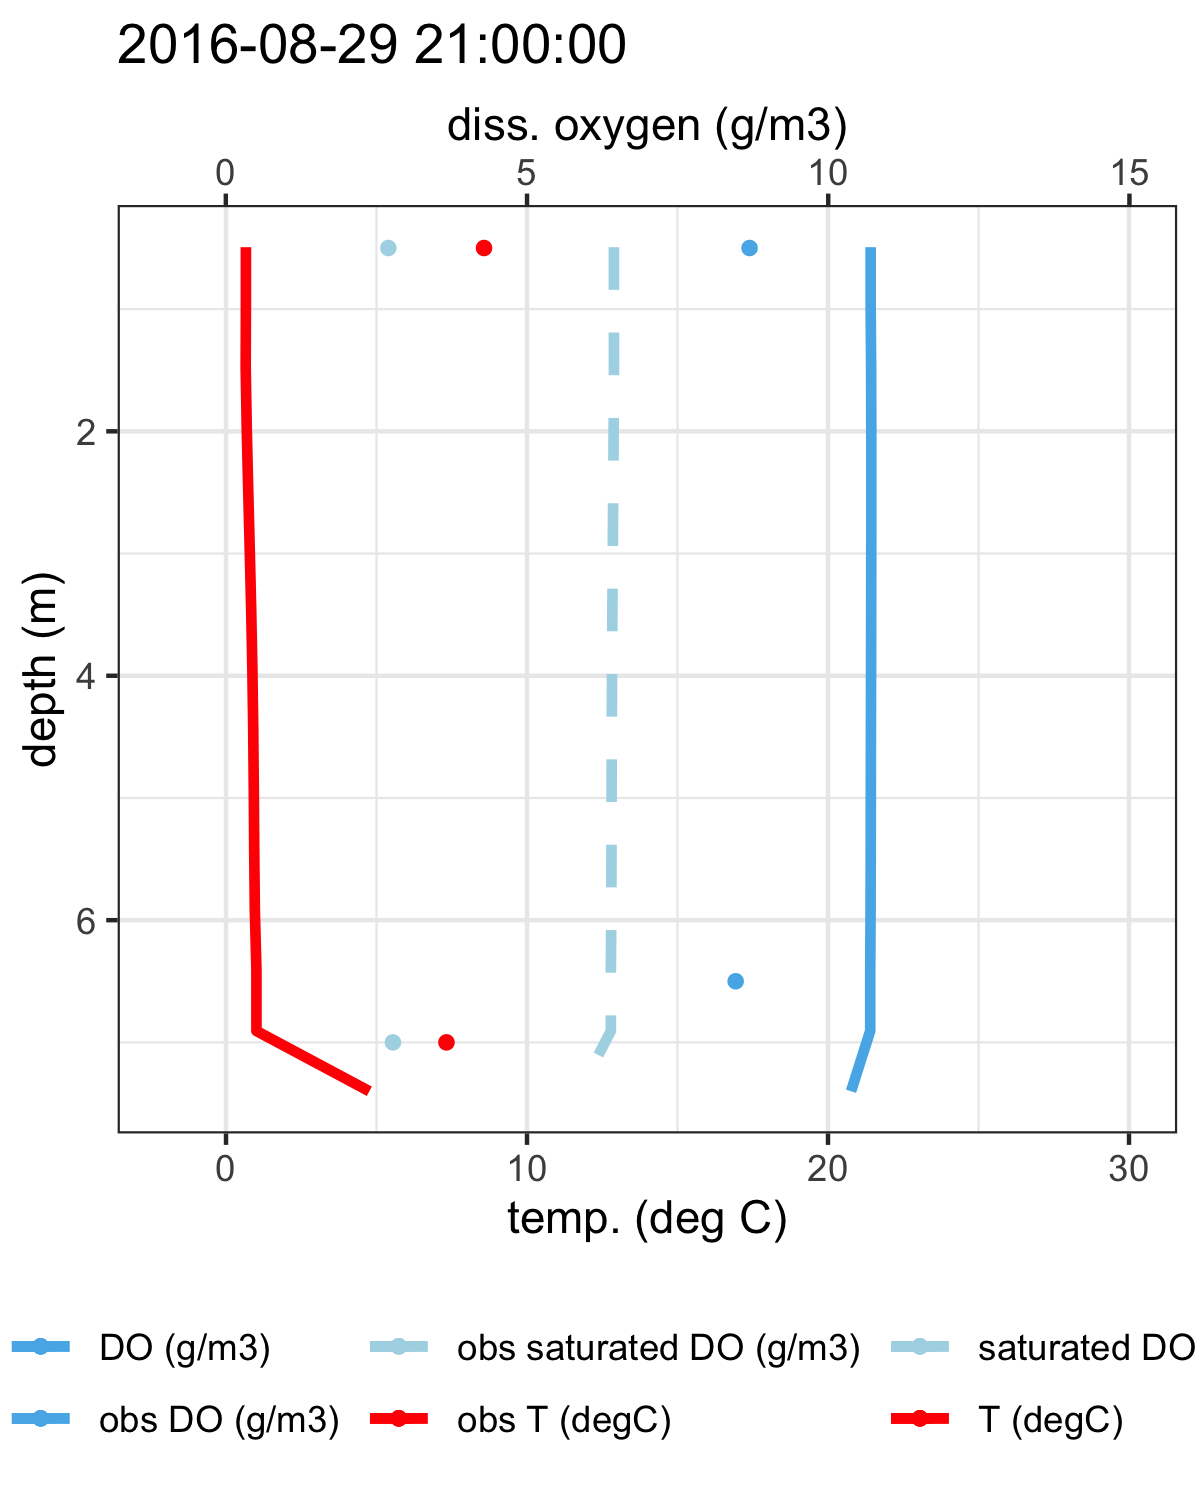 2016-08-29 21:00:00
diss. oxygen (g/m3)
0 5 10 15
2
4
6
depth (m)
0 10 20 30
temp. (deg C)
DO (g/m3) obs saturated DO (g/m3) saturated DO
obs DO (g/m3) obs T (degC) T (degC)